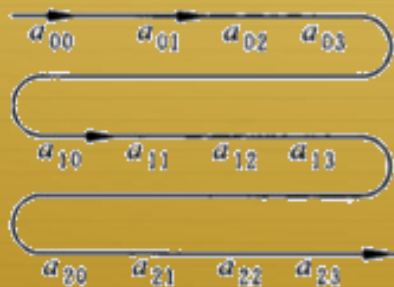 a₀₀ a₀₁ a₀₂ a₀₃
a₁₀ a₁₁ a₁₂ a₁₃
a₂₀ a₂₁ a₂₂ a₂₃